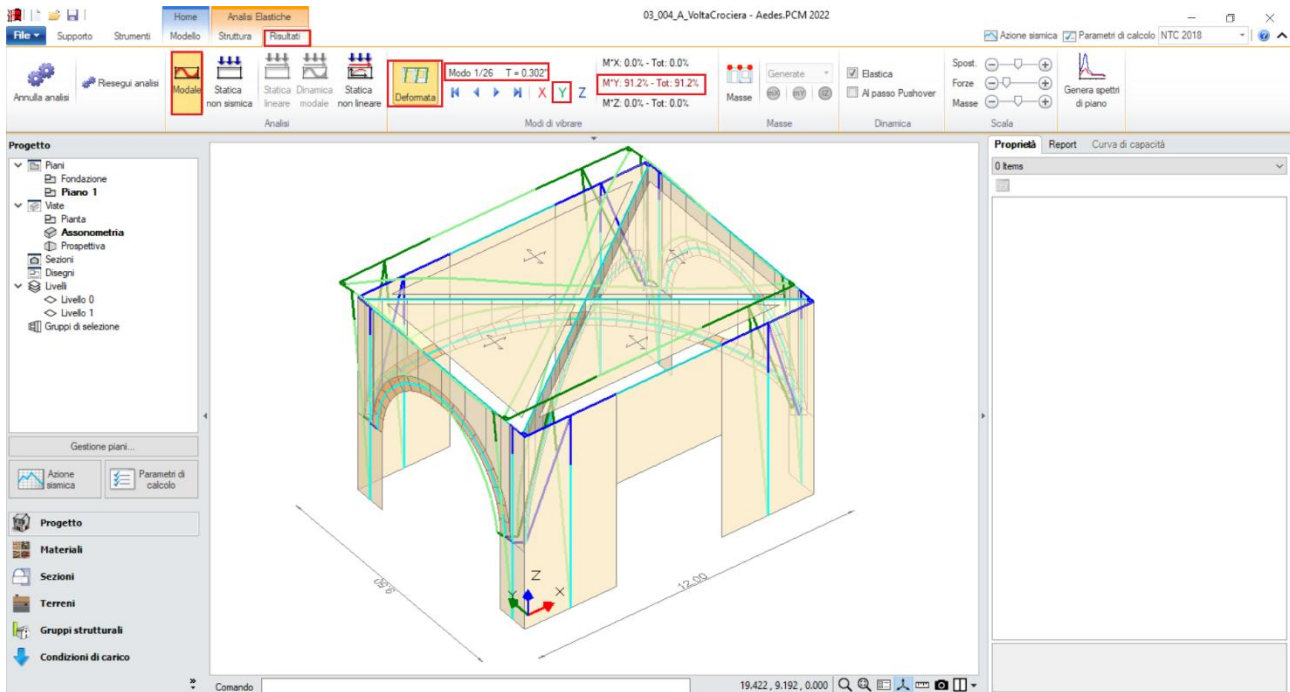 03_004_A_VoltaCrociera - Aedes.PCM 2022
Home
Analisi Elastiche
File
Supporto
Strumenti
Modello
Struttura
Risultati
Azione sismica
Parametri di calcolo
NTC 2018
Annulla analisi
Resegui analisi
Modale
Statica non sismica
Statica lineare
Dinamica modale
Statica non lineare
Analisi
Deformata
Modo 1/26 T = 0.302"
X Y Z
M*X: 0.0% - Tot: 0.0%
M*Y: 91.2% - Tot: 91.2%
M*Z: 0.0% - Tot: 0.0%
Modi di vibrare
Masse
Generate
Masse
Elastica
Al passo Pushover
Dinamica
Spost.
Forze
Masse
Scala
Genera spettri di piano
Progetto
Piani
Fondazione
Piano 1
Viste
Pianta
Assonometria
Prospettiva
Sezioni
Disegni
Livelli
Livello 0
Livello 1
Gruppi di selezione
Gestione piani...
Azione sismica
Parametri di calcolo
Progetto
Materiali
Sezioni
Terreni
Gruppi strutturali
Condizioni di carico
Z
Y
X
9.50
12.00
Proprietà
Report
Curva di capacità
0 Items
Comando
19.422 , 9.192 , 0.000